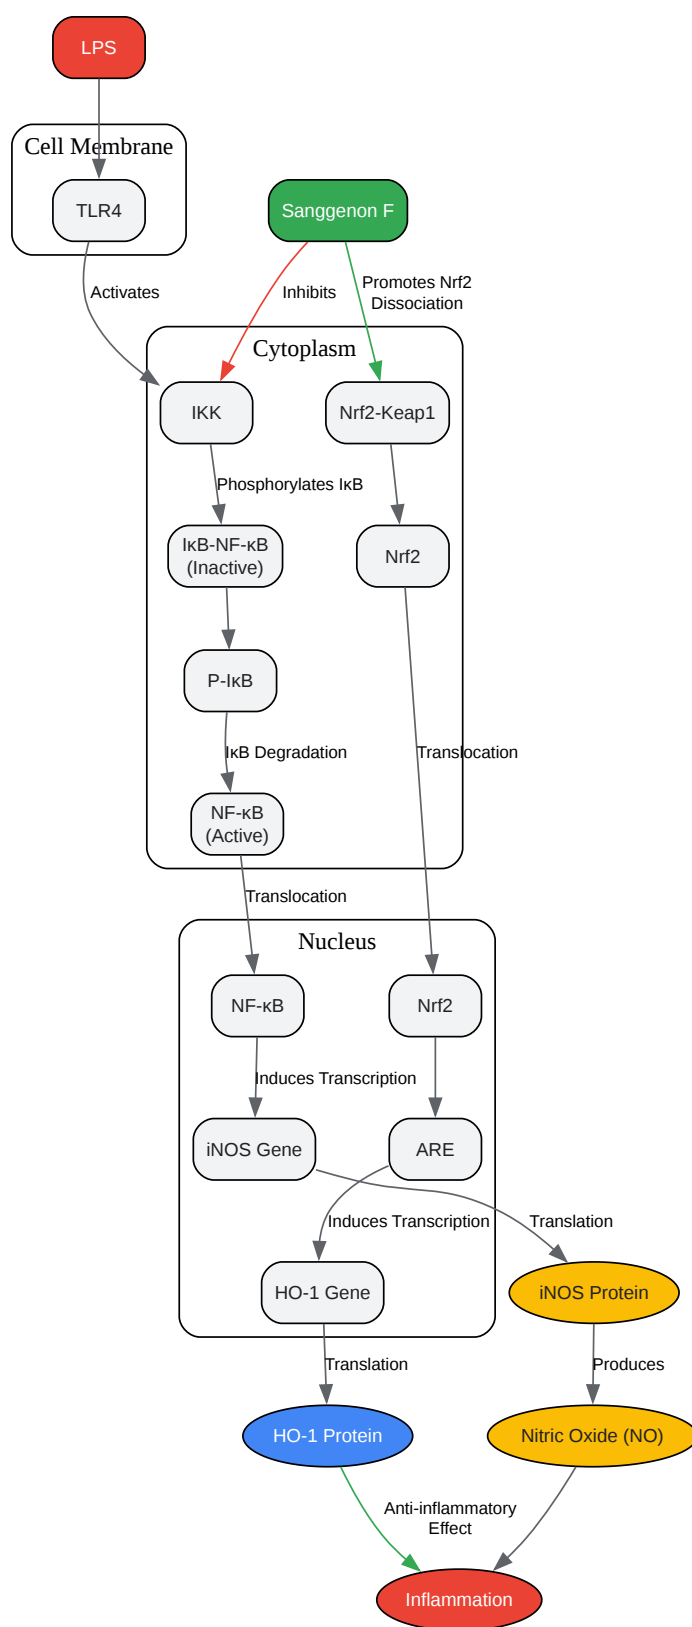 LPS
Cell Membrane
TLR4
Sanggenon F
Activates
Inhibits
Promotes Nrf2
Dissociation
Cytoplasm
IKK
Nrf2-Keap1
Phosphorylates IκB
IκB-NF-κB
(Inactive)
Nrf2
P-IκB
IκB Degradation
Translocation
NF-κB
(Active)
Translocation
Nucleus
NF-κB
Nrf2
Induces Transcription
iNOS Gene
ARE
Induces Transcription
Translation
HO-1 Gene
iNOS Protein
Translation
Produces
HO-1 Protein
Nitric Oxide (NO)
Anti-inflammatory
Effect
Inflammation